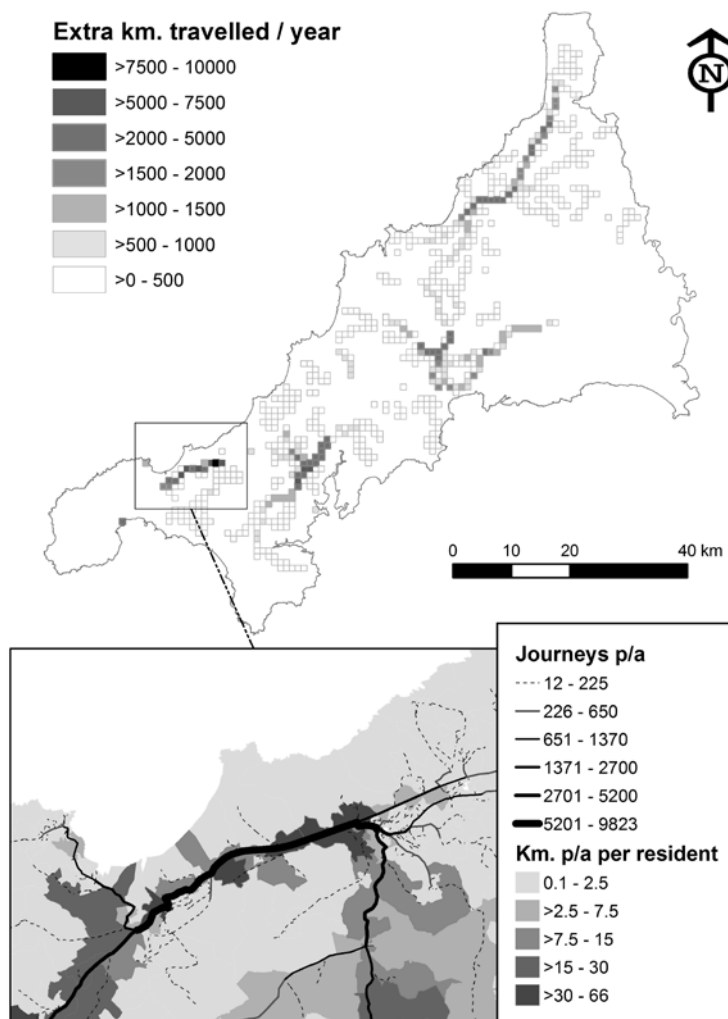 Extra km. travelled / year
>7500 - 10000
>5000 - 7500
>2000 - 5000
>1500 - 2000
>1000 - 1500
>500 - 1000
>0 - 500
N
0 10 20 40 km
Journeys p/a
12 - 225
226 - 650
651 - 1370
1371 - 2700
2701 - 5200
5201 - 9823
Km. p/a per resident
0.1 - 2.5
>2.5 - 7.5
>7.5 - 15
>15 - 30
>30 - 66